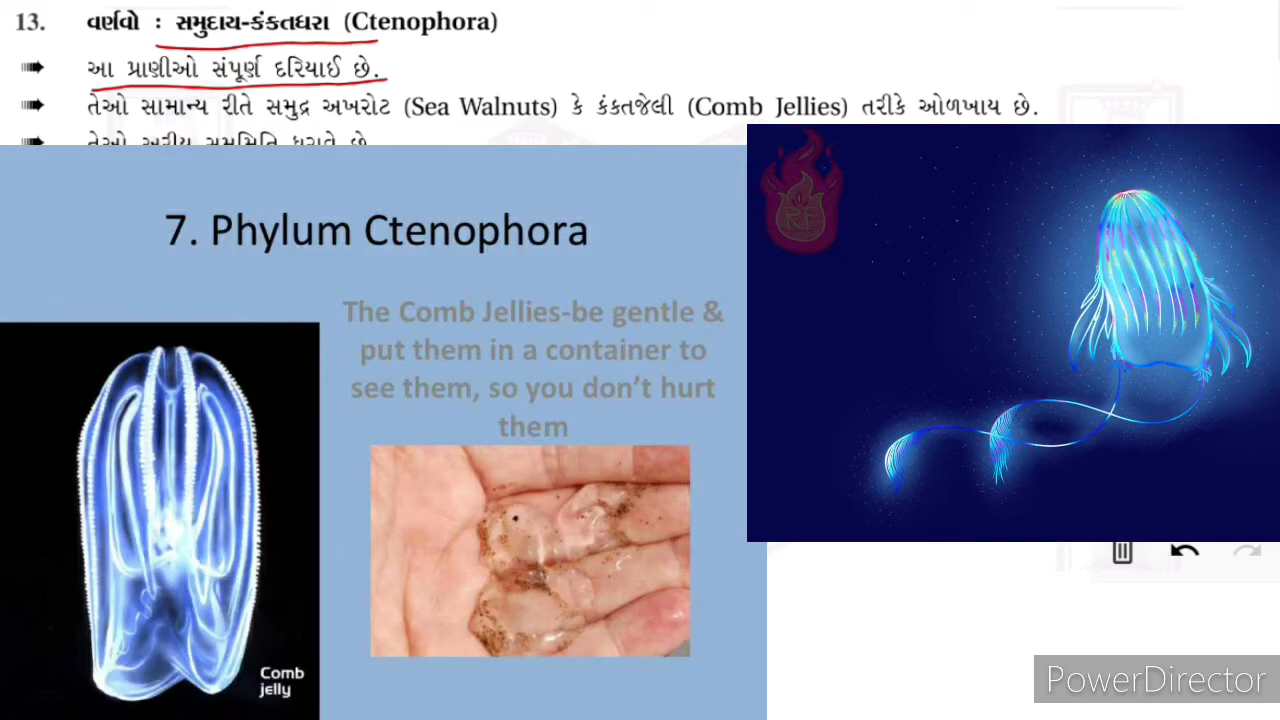 13. વર્ણવો : સમુદાય-કંકતધરા (Ctenophora)
આ પ્રાણીઓ સંપૂર્ણ દરિયાઈ છે.
તેઓ સામાન્ય રીતે સમુદ્ર અખરોટ (Sea Walnuts) કે કંકતજેલી (Comb Jellies) તરીકે ઓળખાય છે.
7. Phylum Ctenophora
The Comb Jellies-be gentle &
put them in a container to
see them, so you don't hurt
them
Comb
jelly
RF
PowerDirector